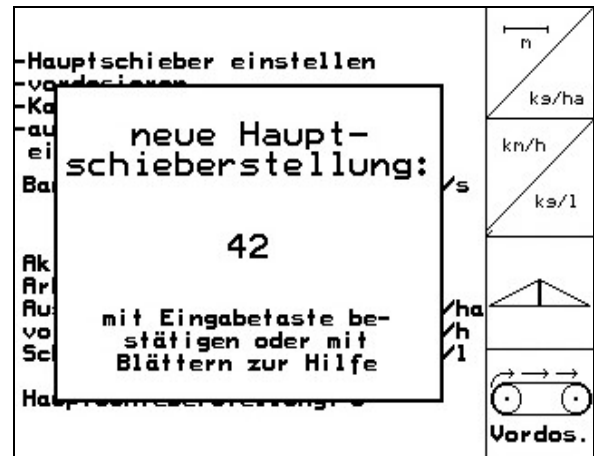 -Hauptschieber einstellen
m
kg/ha
neue Haupt-
schieberstellung:
km/h
kg/l
/s
42
mit Eingabetaste be-
stätigen oder mit
Blättern zur Hilfe
/ha
/h
/l
Vordos.